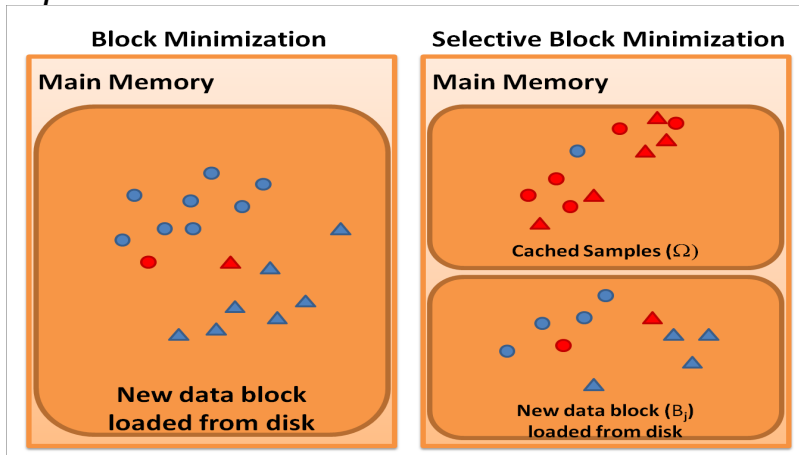 Block Minimization
Main Memory
New data block
loaded from disk
Selective Block Minimization
Main Memory
Cached Samples (Ω)
New data block (Bj)
loaded from disk